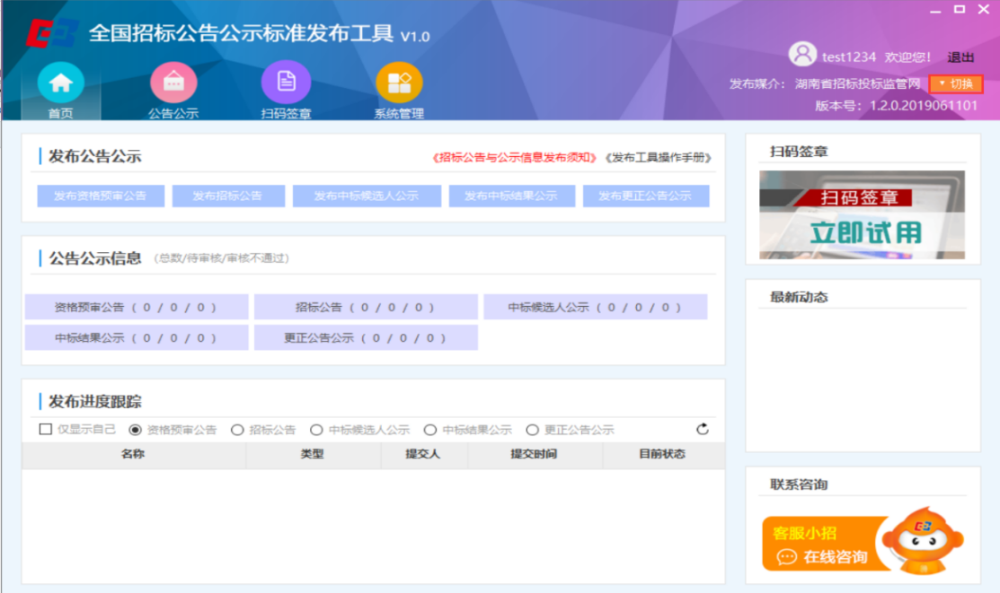 全国招标公告公示标准发布工具 V1.0
test1234 欢迎您! 退出
发布媒介: 湖南省招标投标监管网 切换
版本号: 1.2.0.2019061101
首页 公告公示 扫码签章 系统管理
发布公告公示 《招标公告与公示信息发布须知》 《发布工具操作手册》
发布资格预审公告 发布招标公告 发布中标候选人公示 发布中标结果公示 发布更正公告公示
公告公示信息 (总数/待审核/审核不通过)
资格预审公告 ( 0 / 0 / 0 ) 招标公告 ( 0 / 0 / 0 ) 中标候选人公示 ( 0 / 0 / 0 )
中标结果公示 ( 0 / 0 / 0 ) 更正公告公示 ( 0 / 0 / 0 )
发布进度跟踪
仅显示自己 资格预审公告 招标公告 中标候选人公示 中标结果公示 更正公告公示
名称 类型 提交人 提交时间 目前状态
扫码签章
扫码签章
立即试用
最新动态
联系咨询
客服小招
在线咨询